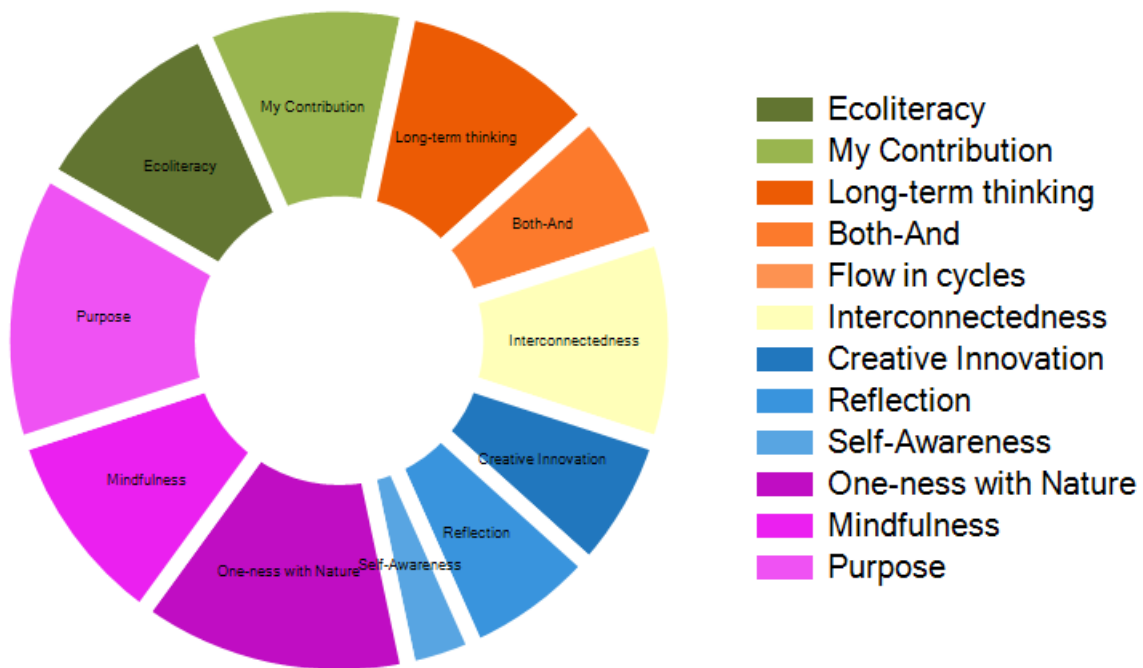 My Contribution
Long-term thinking
Ecoliteracy
Both-And
Purpose
Interconnectedness
Mindfulness
Creative Innovation
Reflection
One-ness with Nature
Self-Awareness
Ecoliteracy
My Contribution
Long-term thinking
Both-And
Flow in cycles
Interconnectedness
Creative Innovation
Reflection
Self-Awareness
One-ness with Nature
Mindfulness
Purpose